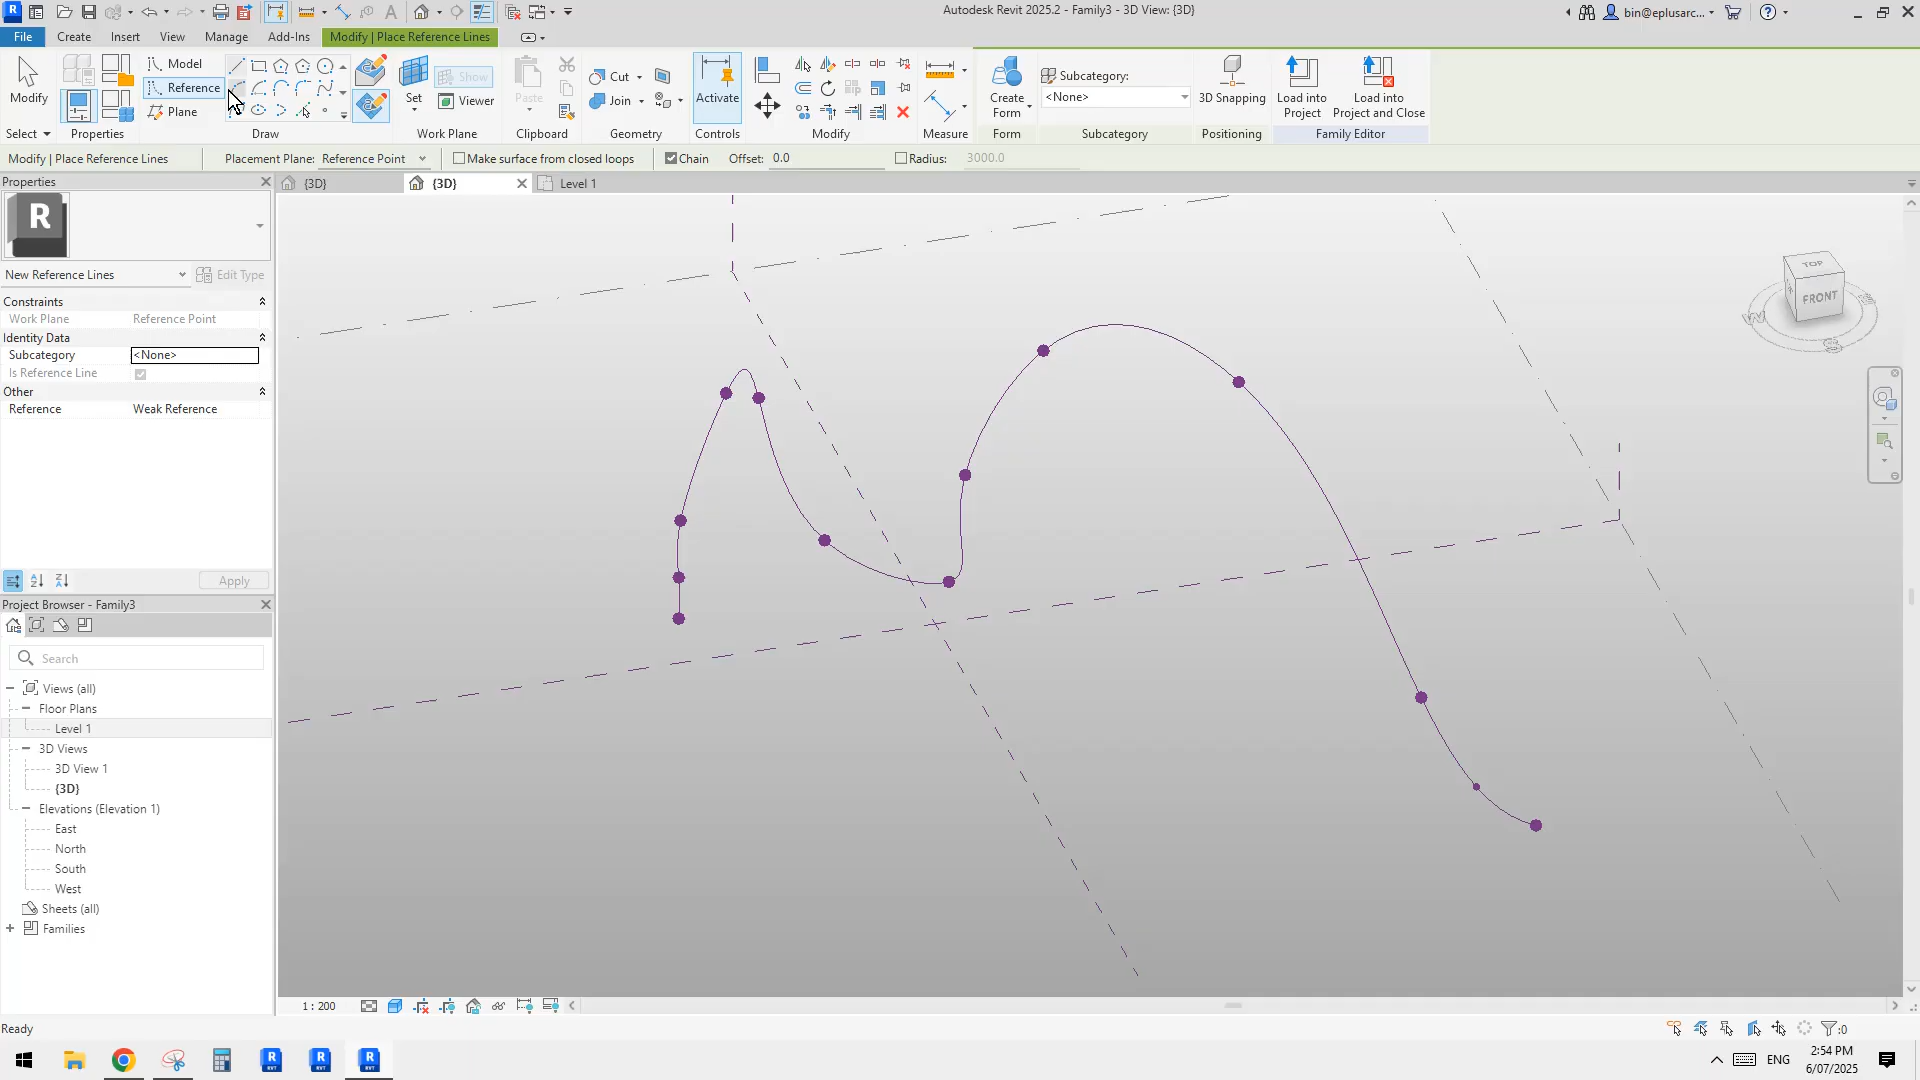 Autodesk Revit 2025.2 - Family3 - 3D View: {3D}
bin@eplusarc...
File Create Insert View Manage Add-Ins Modify | Place Reference Lines
Modify
Model
Reference
Plane
Set
Show
Viewer
Paste
Cut
Join
Activate
Create Form
Subcategory:
<None>
3D Snapping
Load into Project
Load into Project and Close
Select Properties Draw Work Plane Clipboard Geometry Controls Modify Measure Form Subcategory Positioning Family Editor
Modify | Place Reference Lines Placement Plane: Reference Point Make surface from closed loops Chain Offset: 0.0 Radius: 3000.0
Properties
{3D} {3D} Level 1
R
New Reference Lines Edit Type
Constraints
Work Plane Reference Point
Identity Data
Subcategory <None>
Is Reference Line
Other
Reference Weak Reference
Apply
TOP
FRONT
W
Project Browser - Family3
Search
Views (all)
Floor Plans
Level 1
3D Views
3D View 1
{3D}
Elevations (Elevation 1)
East
North
South
West
Sheets (all)
Families
1 : 200
Ready
:0
ENG
2:54 PM
6/07/2025